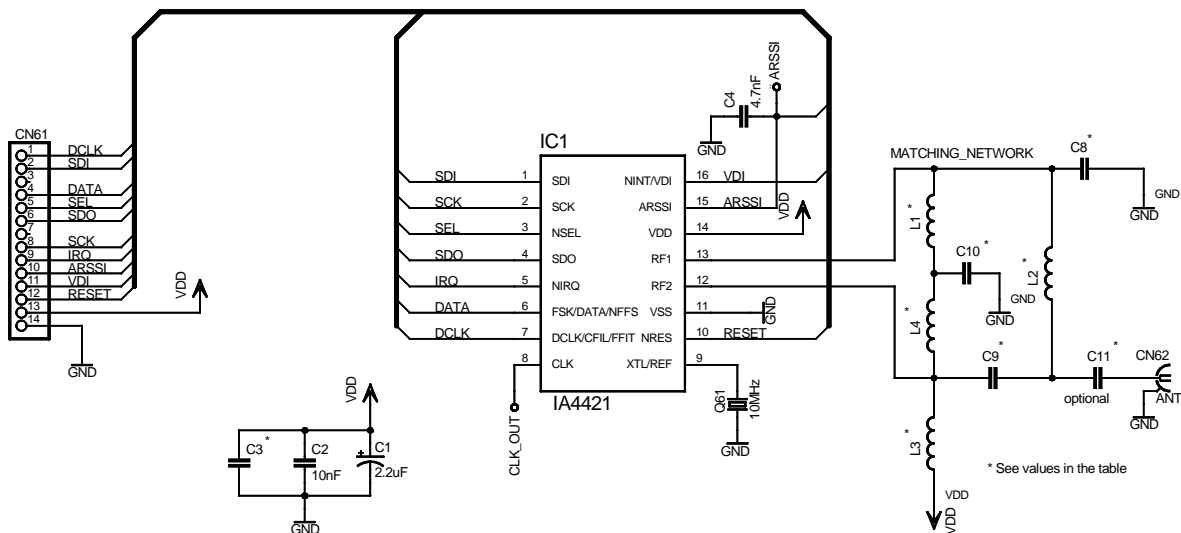 CN61
1 DCLK
2 SDI
3
4 DATA
5 SEL
6 SDO
7
8 SCK
9 IRQ
10 ARSSI
11 VDI
12 RESET
13
14
VDD
GND
C3 *
C2
10nF
C1
+
2.2uF
VDD
GND
IC1
SDI 1 SDI
SCK 2 SCK
SEL 3 NSEL
SDO 4 SDO
IRQ 5 NIRQ
DATA 6 FSK/DATA/NFFS
DCLK 7 DCLK/CFIL/FFIT
8 CLK
NINT/VDI 16 VDI
ARSSI 15 ARSSI
VDD 14
RF1 13
RF2 12
VSS 11
NRES 10 RESET
XTL/REF 9
IA4421
CLK_OUT
Q61
10MHz
GND
GND
VDD
C4
4.7nF
ARSSI
GND
MATCHING_NETWORK
C8 *
GND
GND
L1 *
C10 *
GND
GND
L2 *
L4 *
C9 *
C11 *
optional
CN62
ANT
GND
L3 *
VDD
VDD
* See values in the table